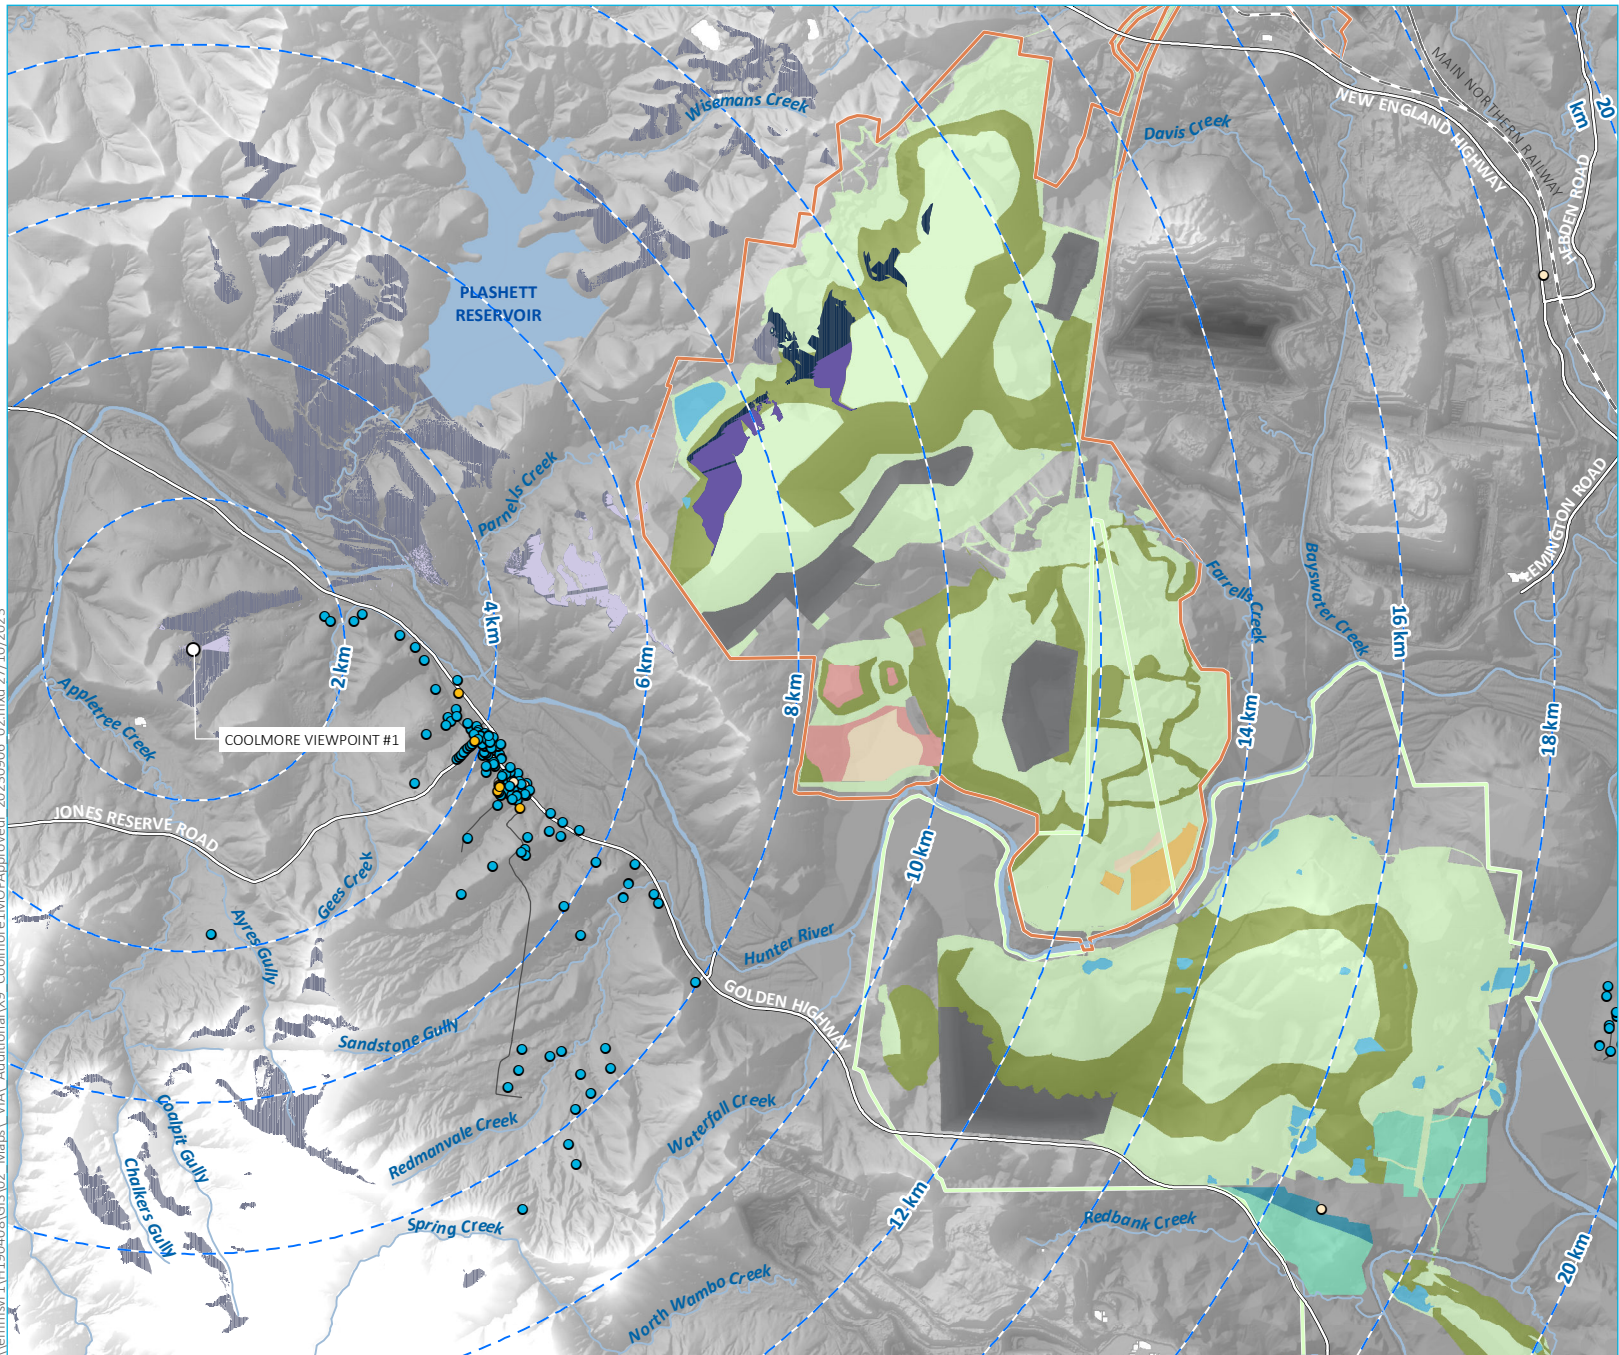 Wisemans Creek
Davis Creek
MAIN NORTHERN RAILWAY
NEW ENGLAND HIGHWAY
HEBDEN ROAD
20
km
PLASHETT
RESERVOIR
Parnells Creek
LEMINGTON ROAD
Farrells Creek
Bayswater Creek
2 km
4 km
6 km
8 km
10 km
12 km
14 km
16 km
18 km
20 km
Appletree Creek
COOLMORE VIEWPOINT #1
JONES RESERVE ROAD
Gees Creek
Ayres Gully
Hunter River
GOLDEN HIGHWAY
Sandstone Gully
Coalpit Gully
Chalkers Gully
Redmanvale Creek
Waterfall Creek
Spring Creek
North Wambo Creek
Redbank Creek